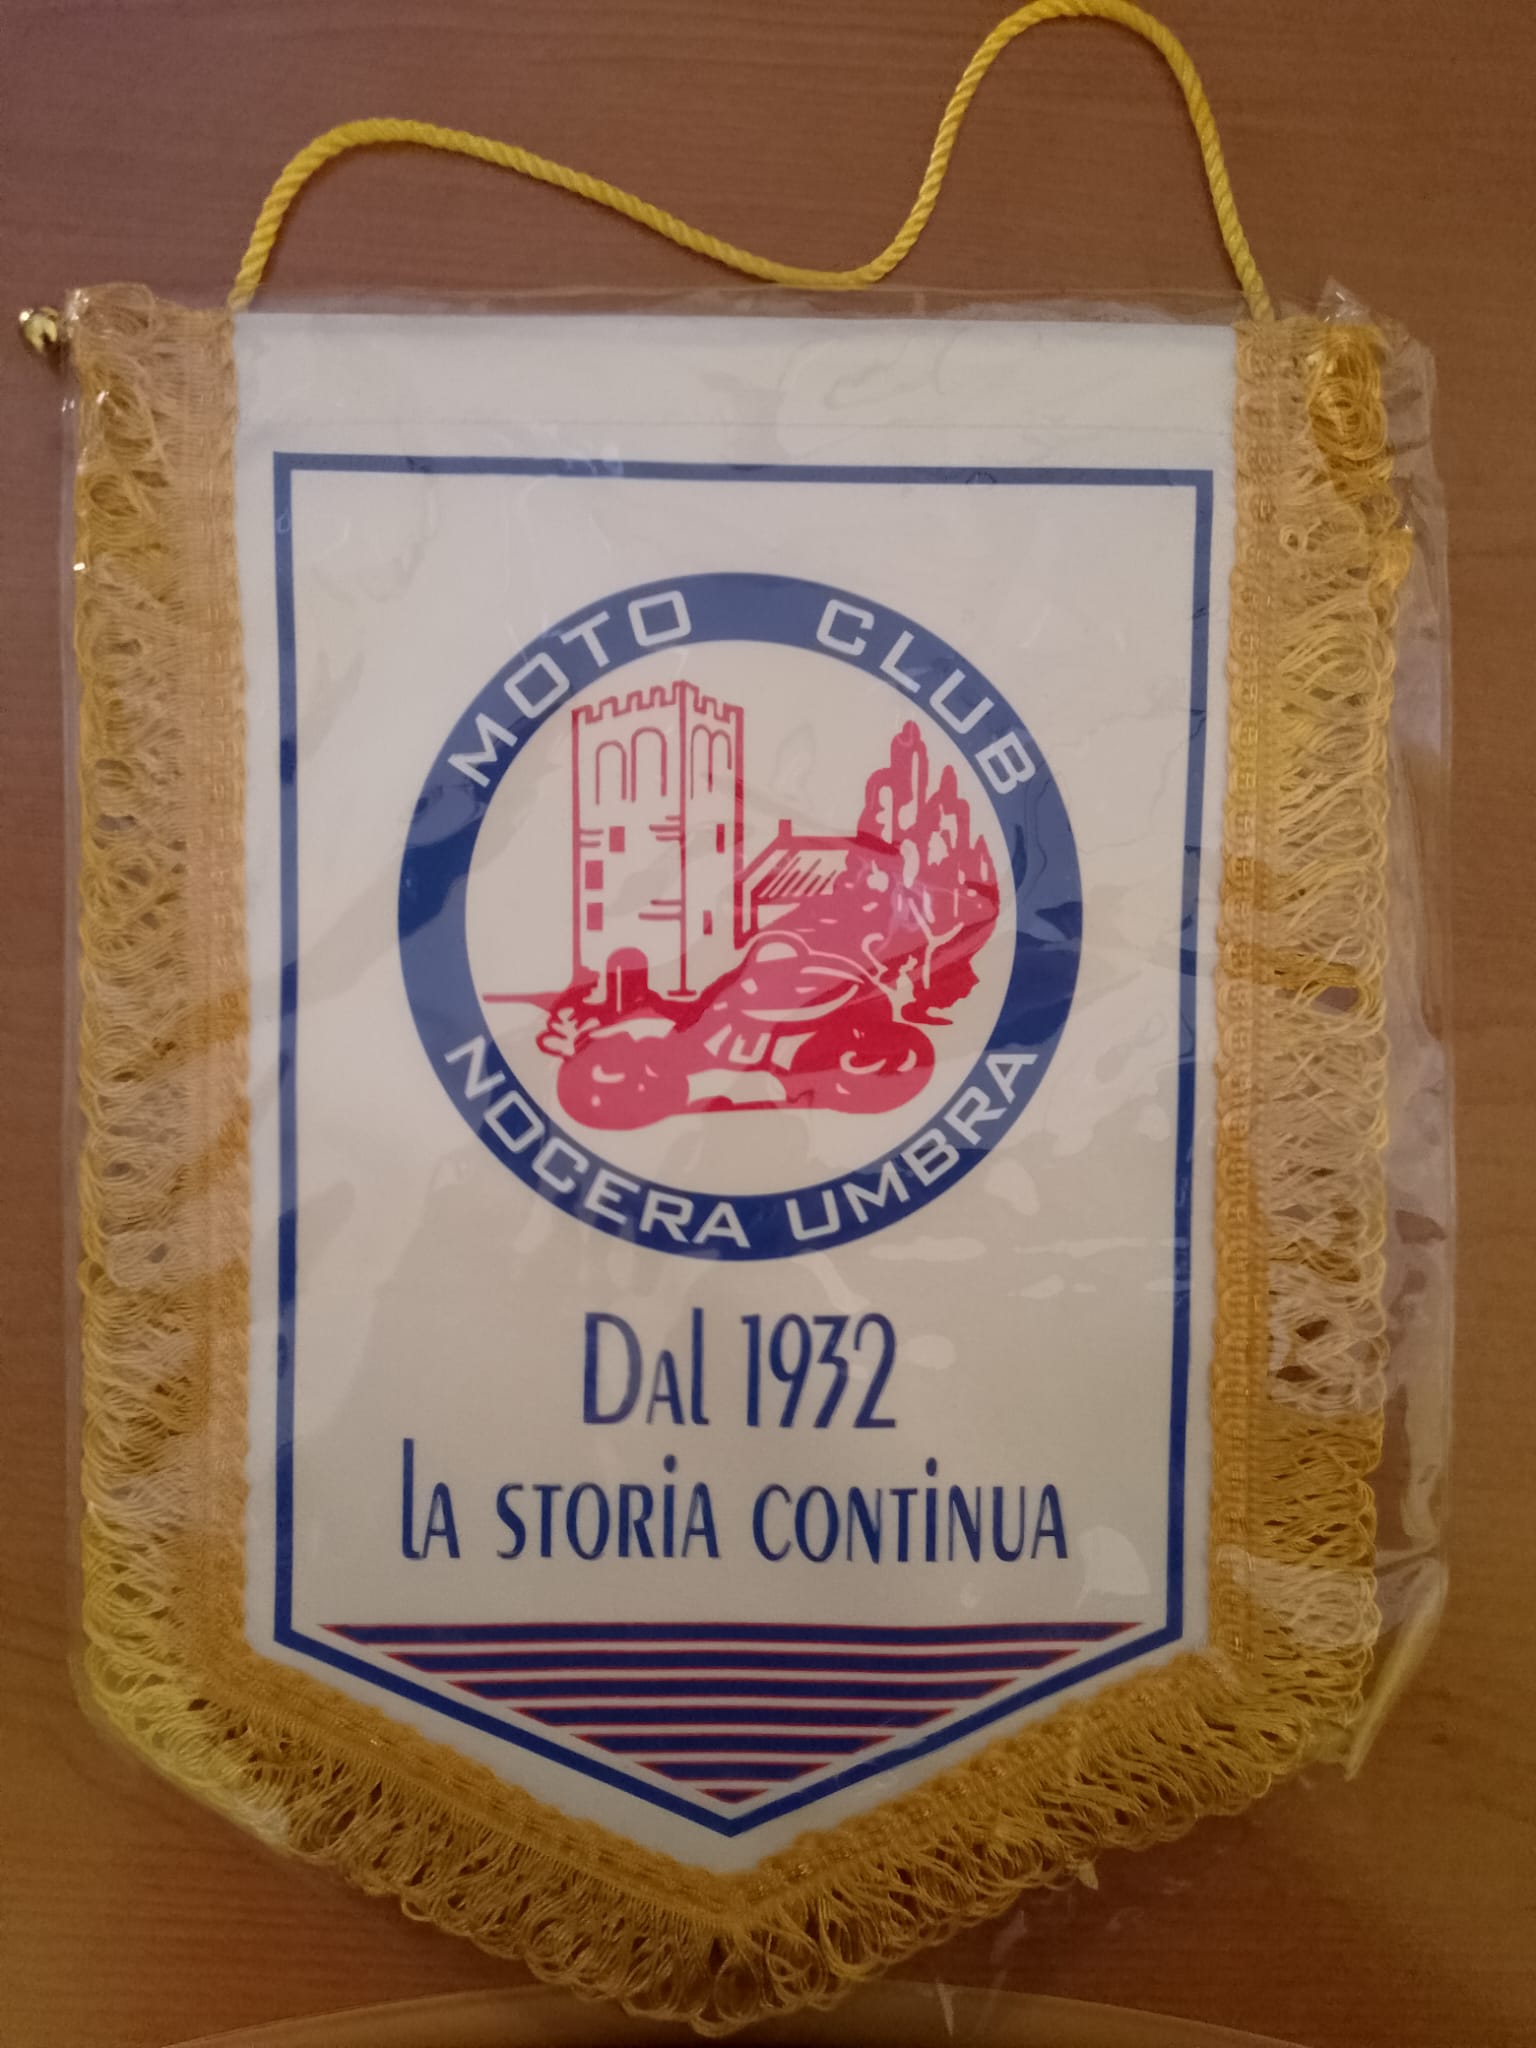 MOTO CLUB
NOCERA UMBRA
Dal 1932
La storia continua